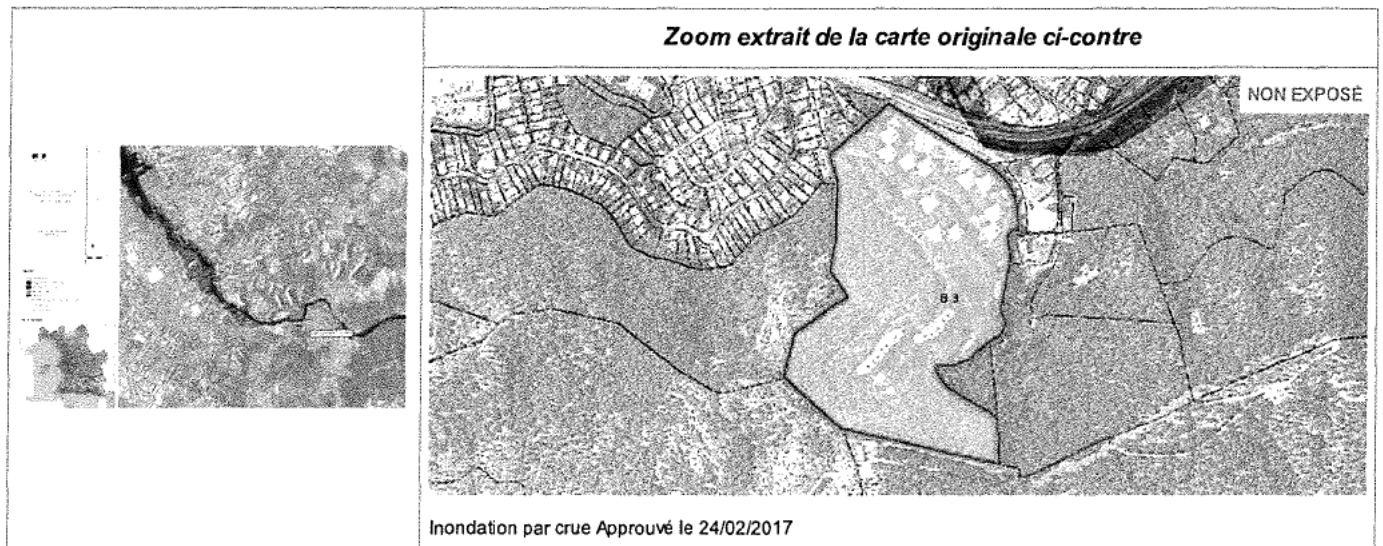 Zoom extrait de la carte originale ci-contre
NON EXPOSÉ
B 3
Inondation par crue Approuvé le 24/02/2017